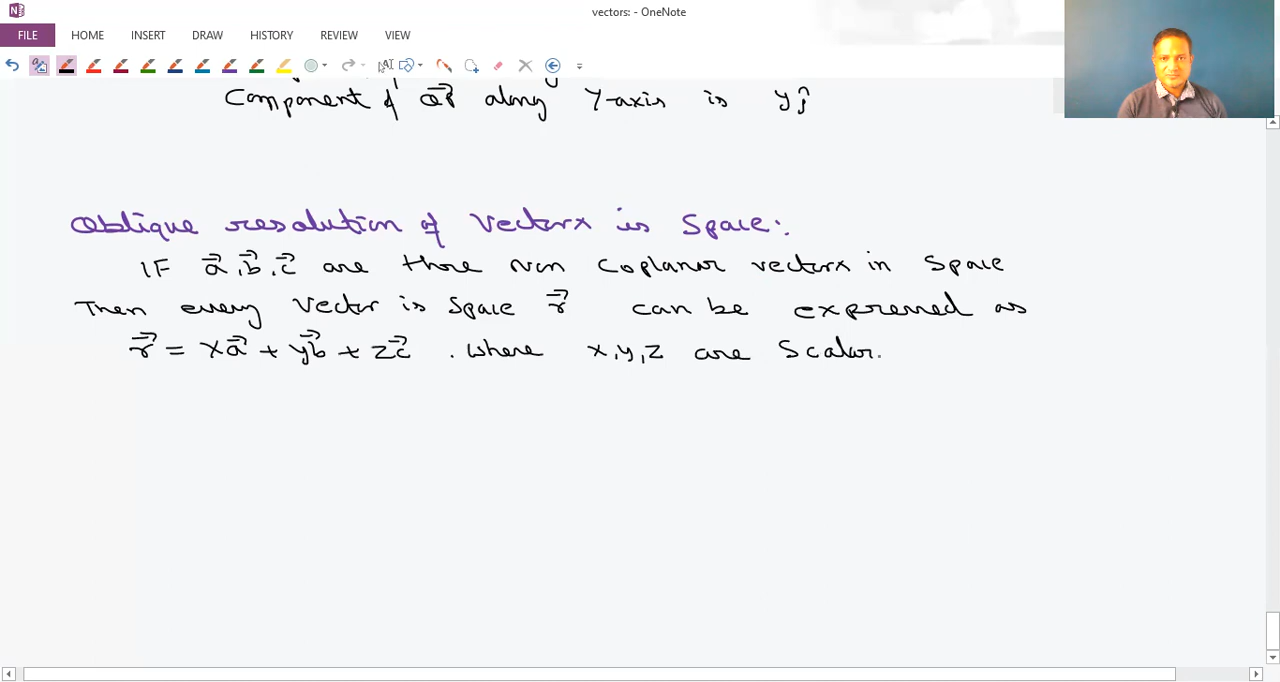 vectors: - OneNote
FILE HOME INSERT DRAW HISTORY REVIEW VIEW
Component of OP along Y-axis is yĵ
Oblique resolution of Vectors in Space:
IF a⃗, b⃗, c⃗ are three non coplanar vectors in space
Then every vector in space r⃗ can be expressed as
r⃗ = xa⃗ + yb⃗ + zc⃗ . where x, y, z are Scalar.